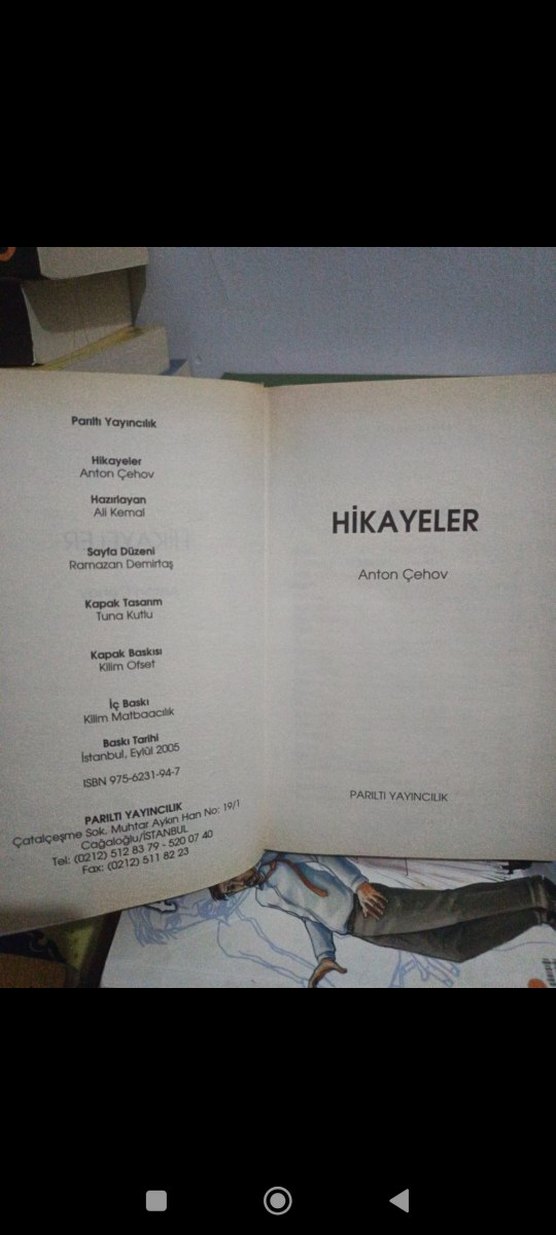 Parıltı Yayıncılık
Hikayeler
Anton Çehov
Hazırlayan
Ali Kemal
Sayfa Düzeni
Ramazan Demirtaş
Kapak Tasarım
Tuna Kutlu
Kapak Baskısı
Kilim Ofset
İç Baskı
Kilim Matbaacılık
Baskı Tarihi
İstanbul, Eylül 2005
ISBN 975-6231-94-7
PARILTI YAYINCILIK
Çatalçeşme Sok. Muhtar Aykın Han No: 19/1
Cağaloğlu/İSTANBUL
Tel: (0212) 512 83 79 - 520 07 40
Fax: (0212) 511 82 23
HİKAYELER
Anton Çehov
PARILTI YAYINCILIK